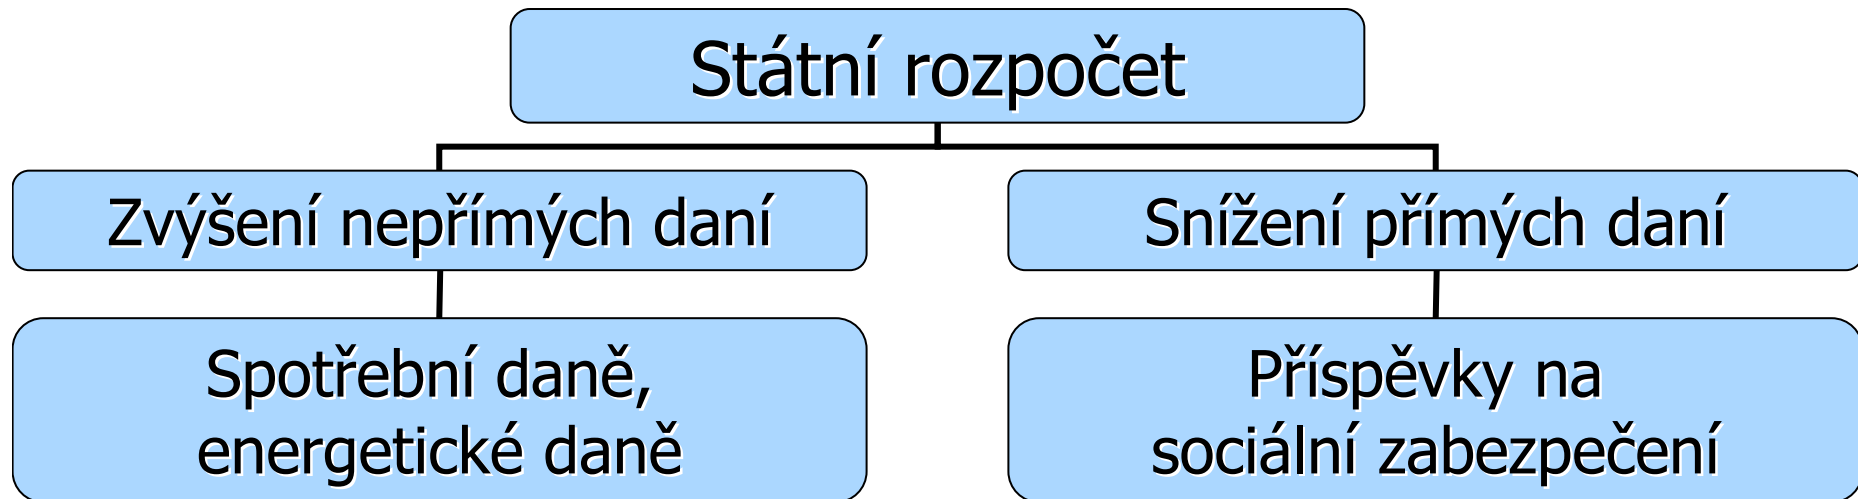 Státní rozpočet
Zvýšení nepřímých daní
Snížení přímých daní
Spotřební daně,
energetické daně
Příspěvky na
sociální zabezpečení